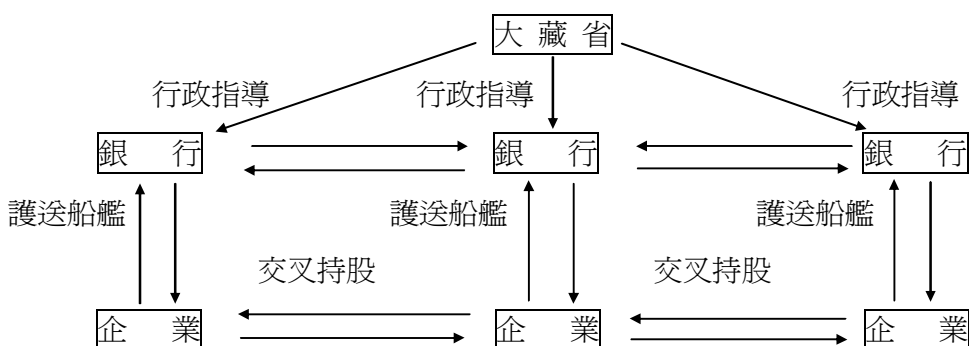 大藏省
行政指導 行政指導 行政指導
銀行 銀行 銀行
護送船艦 護送船艦 護送船艦
交叉持股 交叉持股
企業 企業 企業